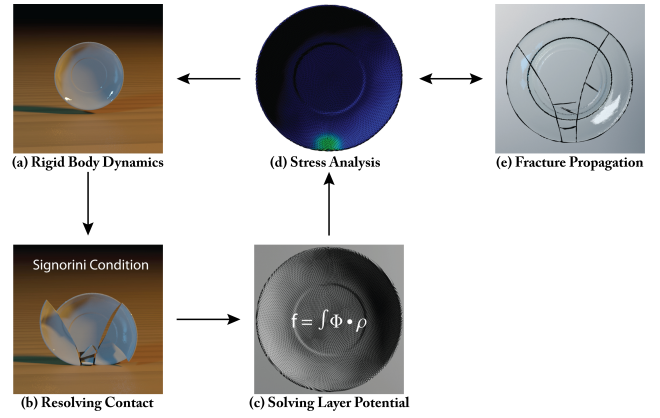 (a) Rigid Body Dynamics
(d) Stress Analysis
(e) Fracture Propagation
Signorini Condition
f = ∫Φ•ρ
(b) Resolving Contact
(c) Solving Layer Potential